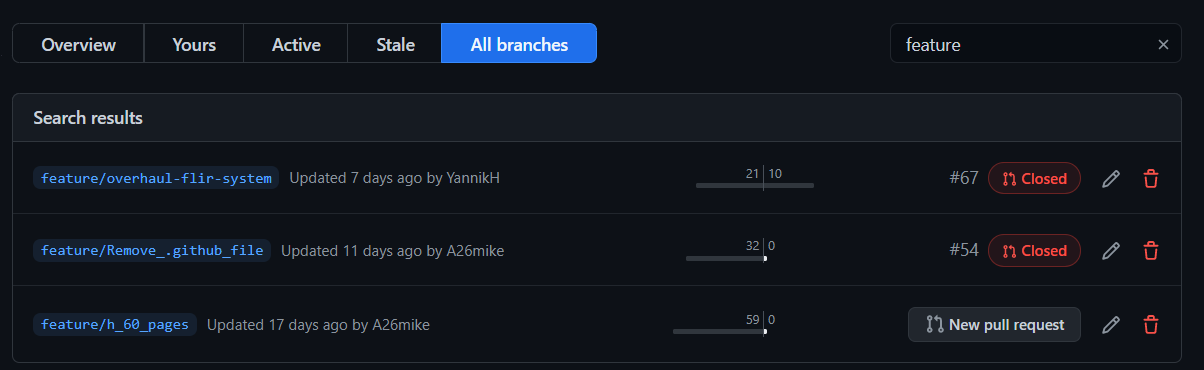 Overview Yours Active Stale All branches feature
Search results
feature/overhaul-flir-system Updated 7 days ago by YannikH 21 10 #67 Closed
feature/Remove_.github_file Updated 11 days ago by A26mike 32 0 #54 Closed
feature/h_60_pages Updated 17 days ago by A26mike 59 0 New pull request